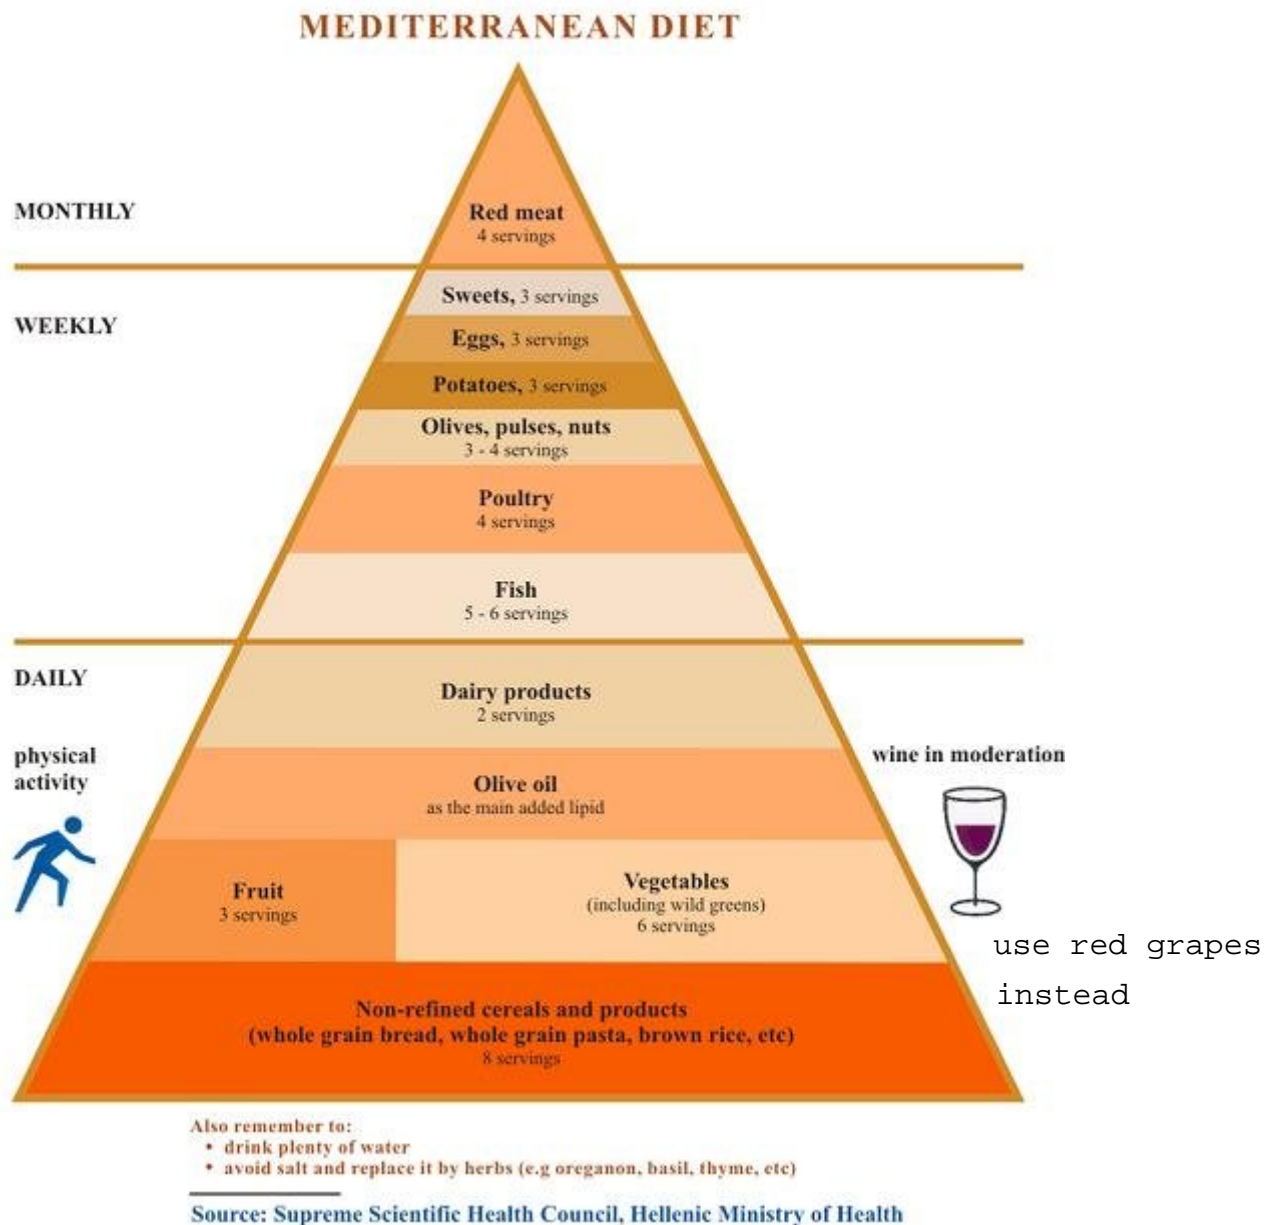 MEDITERRANEAN DIET
MONTHLY
Red meat
4 servings
WEEKLY
Sweets, 3 servings
Eggs, 3 servings
Potatoes, 3 servings
Olives, pulses, nuts
3 - 4 servings
Poultry
4 servings
Fish
5 - 6 servings
DAILY
Dairy products
2 servings
physical
activity
Olive oil
as the main added lipid
wine in moderation
Fruit
3 servings
Vegetables
(including wild greens)
6 servings
use red grapes
instead
Non-refined cereals and products
(whole grain bread, whole grain pasta, brown rice, etc)
8 servings
Also remember to:
• drink plenty of water
• avoid salt and replace it by herbs (e.g oreganon, basil, thyme, etc)
Source: Supreme Scientific Health Council, Hellenic Ministry of Health